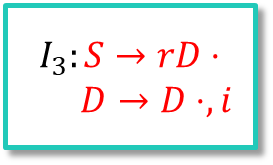 I₃: S → rD ·
D → D ·, i